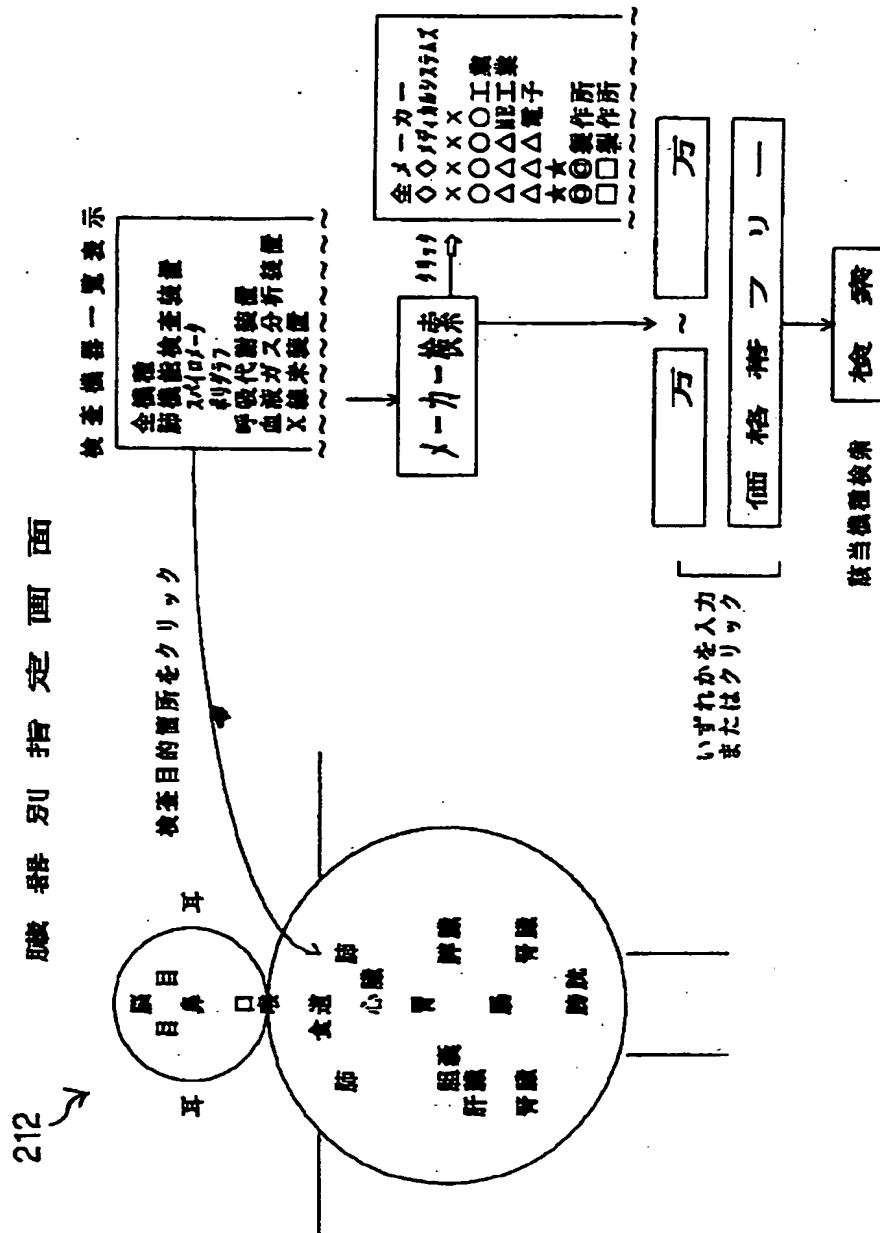 212
臓器別指定画面
脳
目 目
鼻
耳 耳
口
喉
食道
肺 肺
心臓
胃
胆嚢
肝臓
脾臓
腸
腎臓 腎臓
膀胱
検査目的箇所をクリック
検査機器一覧表示
全機種
肺機能検査装置
スパイロメータ
ポリグラフ
呼吸代謝装置
血液ガス分析装置
X線末装置
~~~~~~~~~
メーカー検索
クリック
全メーカー
◇◇メディカルシステムズ
××××
○○○工業
△△ME工業
△△△電子
★★
◎◎製作所
□□製作所
~~~~~~~~~
万 ~ 万
価格帯フリー
いずれかを入力
またはクリック
検索
該当機種検索